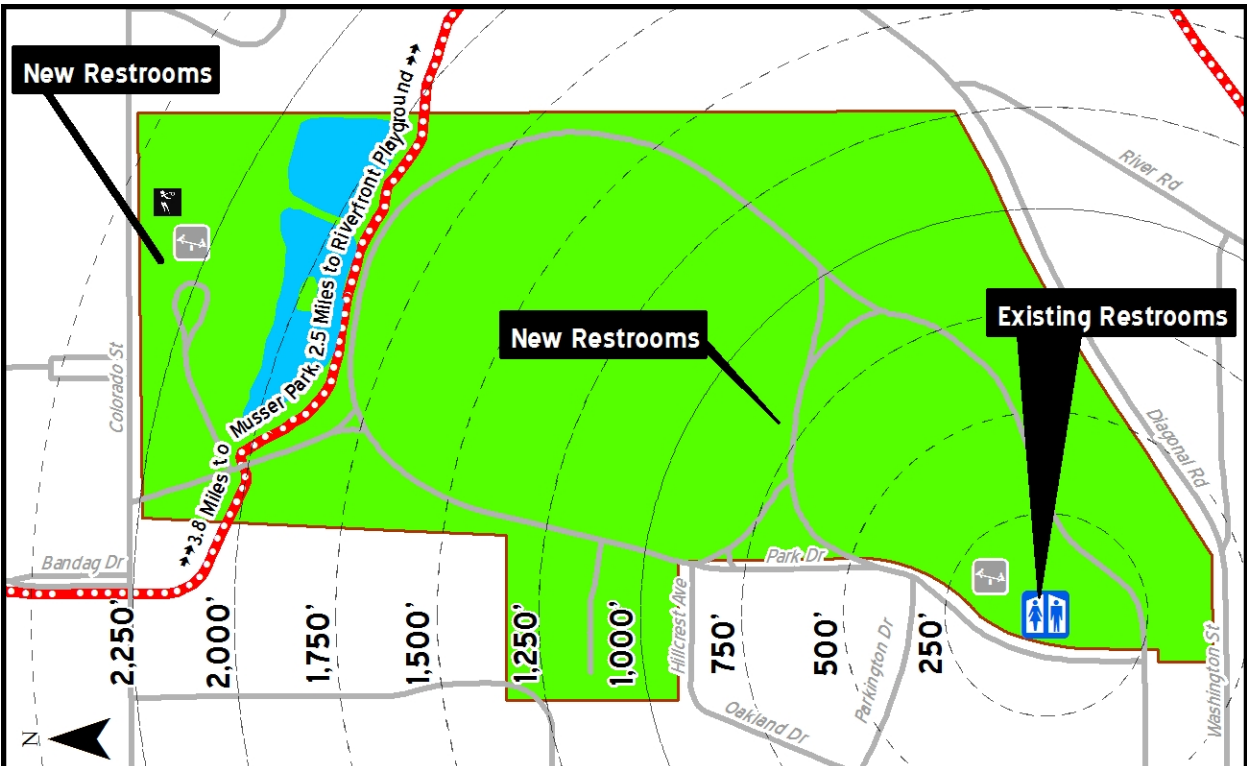 New Restrooms
3.8 Miles to Musser Park, 2.5 Miles to Riverfront Playground
River Rd
New Restrooms
Existing Restrooms
Colorado St
Diagonal Rd
Bandag Dr
Park Dr
Hillcrest Ave
Parkington Dr
Oakland Dr
Washington St
2,250'
2,000'
1,750'
1,500'
1,250'
1,000'
750'
500'
250'
N